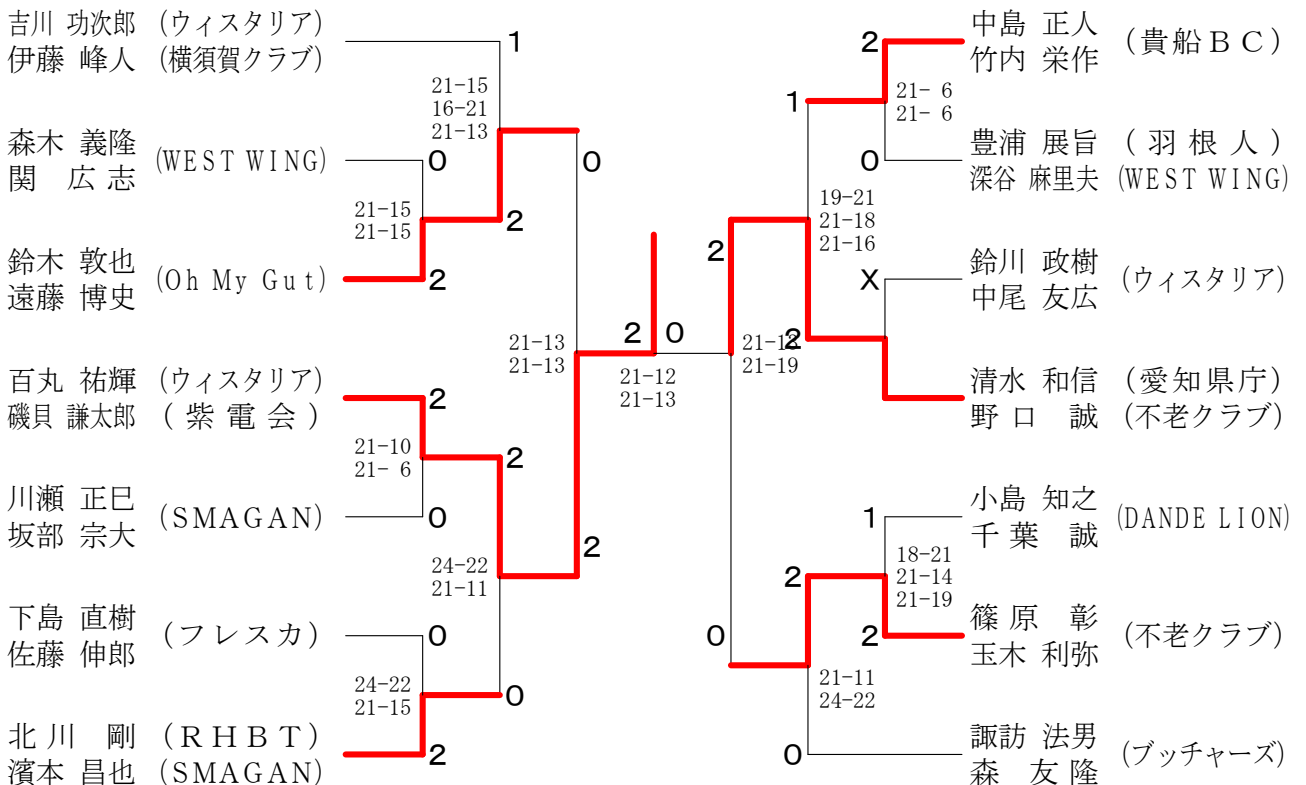 吉川 功次郎 (ウィスタリア)
伊藤 峰人 (横須賀クラブ)
1
21-15
16-21
21-13
森木 義隆
関 広志
(WEST WING)
0
21-15
21-15
2
0
鈴木 敦也
遠藤 博史
(Oh My Gut)
2
21-13
21-13
百丸 祐輝 (ウィスタリア)
磯貝 謙太郎 (紫電会)
2
21-10
21- 6
2
川瀬 正巳
坂部 宗大
(SMAGAN)
0
24-22
21-11
2
下島 直樹
佐藤 伸郎
(フレスカ)
0
24-22
21-15
0
北川 剛 (RHBT)
濱本 昌也 (SMAGAN)
2
2 0
21-12
21-13
中島 正人
竹内 栄作
(貴船BC)
2
21- 6
21- 6
1
豊浦 展旨 (羽根人)
深谷 麻里夫 (WEST WING)
0
19-21
21-18
21-16
2
鈴川 政樹
中尾 友広
(ウィスタリア)
X
2
21-19
清水 和信 (愛知県庁)
野口 誠 (不老クラブ)
小島 知之
千葉 誠
(DANDE LION)
1
18-21
21-14
21-19
2
篠原 彰
玉木 利弥
(不老クラブ)
2
0
21-11
24-22
諏訪 法男
森 友隆
(ブッチャーズ)
0